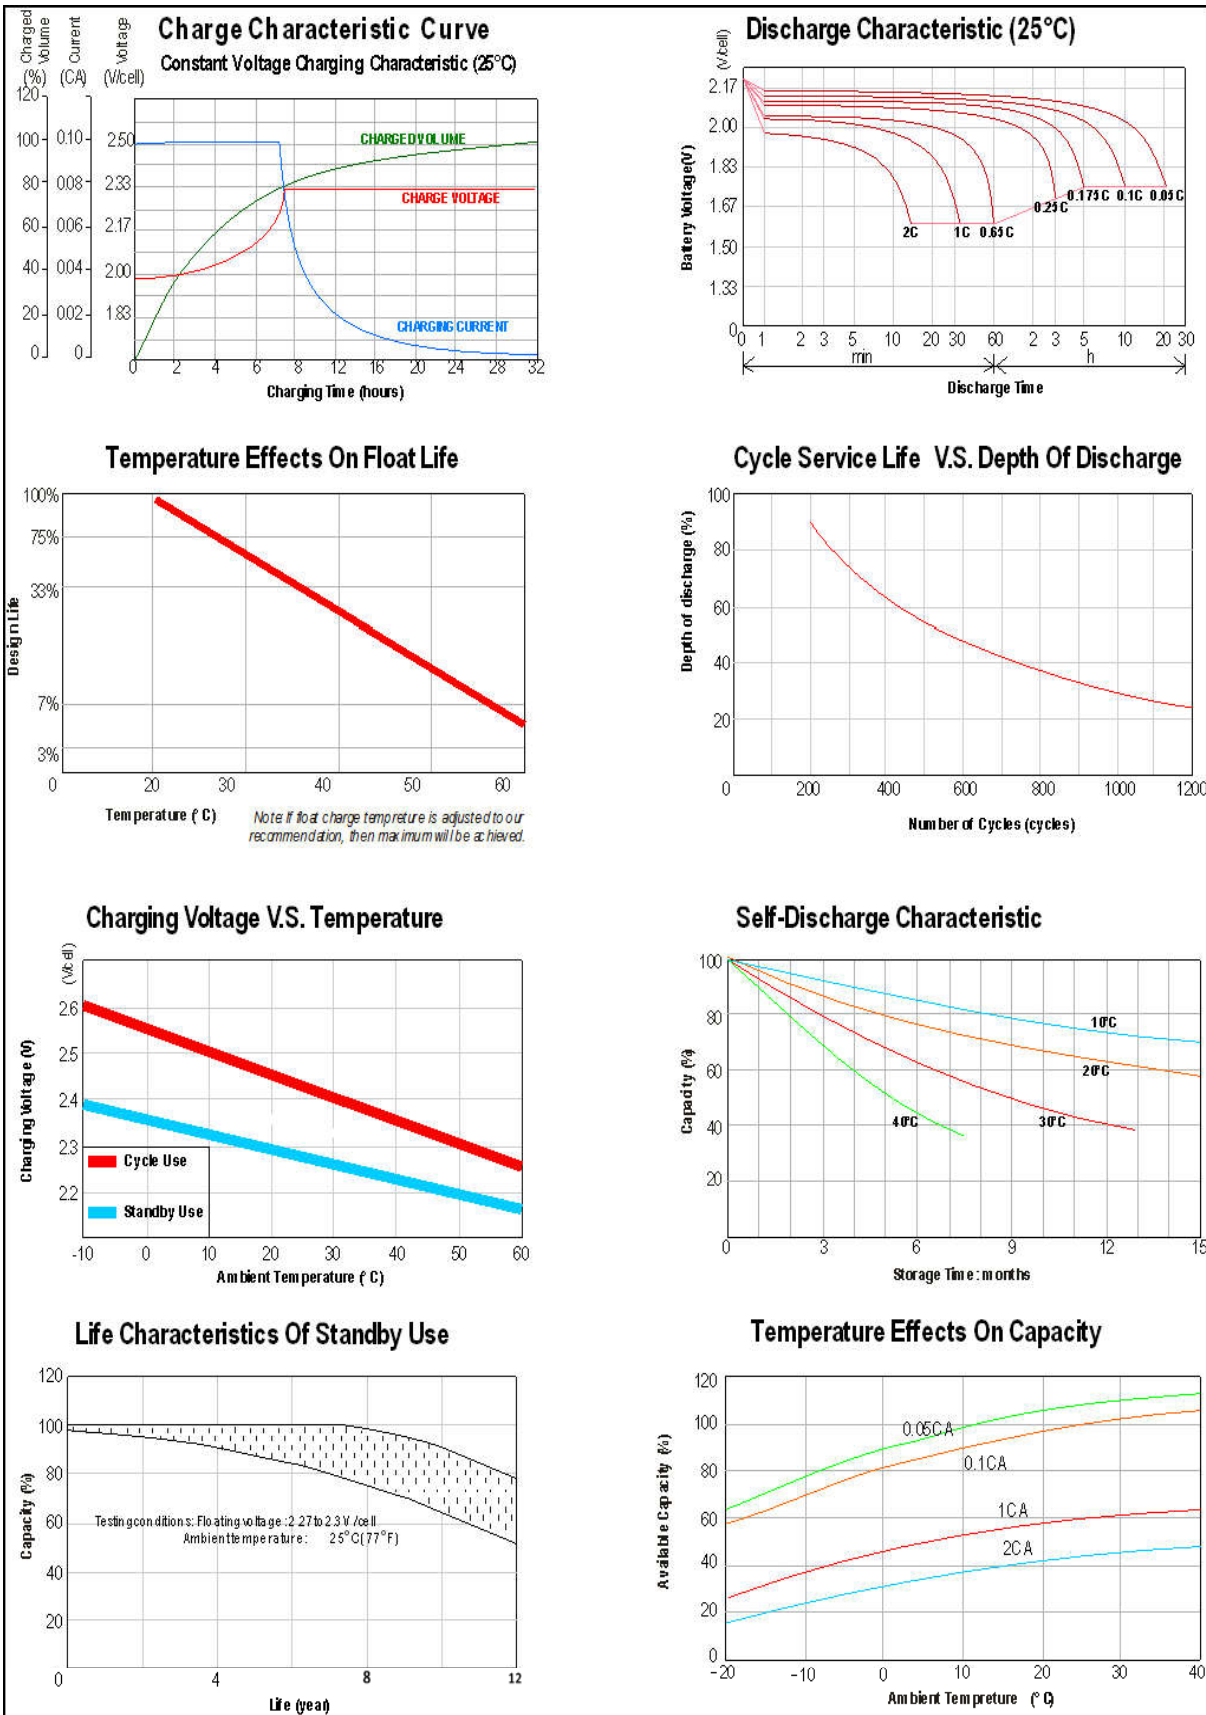 Charge Characteristic Curve
Constant Voltage Charging Characteristic (25°C)
Charged Volume
(%)
Current
(CA)
Voltage
(V/cell)
120
100
80
60
40
20
0
0.10
0.08
0.06
004
002
0
2.50
2.33
2.17
2.00
1.83
CHARGED VOLUME
CHARGE VOLTAGE
CHARGING CURRENT
0 2 4 6 8 12 16 20 24 28 32
Charging Time (hours)
Discharge Characteristic (25°C)
(V/cell)
Battery Voltage(V)
2.17
2.00
1.83
1.67
1.50
1.33
0
2C 1C 0.65C 0.25C 0.175C 0.1C 0.05C
0 1 2 3 5 10 20 30 60 2 3 5 10 20 30
min h
Discharge Time
Temperature Effects On Float Life
Design Life
100%
75%
33%
7%
3%
0 20 30 40 50 60
Temperature (°C)
Note: If float charge tempreture is adjusted to our
recommendation, then maximum will be achieved.
Cycle Service Life V.S. Depth Of Discharge
Depth of discharge (%)
100
80
60
40
20
0 200 400 600 800 1000 1200
Number of Cycles (cycles)
Charging Voltage V.S. Temperature
(V/cell)
Charging Voltage (V)
2.6
2.5
2.4
2.3
2.2
Cycle Use
Standby Use
-10 0 10 20 30 40 50 60
Ambient Temperature (°C)
Self-Discharge Characteristic
Capacity (%)
100
80
60
40
20
10°C
20°C
30°C
40°C
0 3 6 9 12 15
Storage Time: months
Life Characteristics Of Standby Use
Capacity (%)
120
100
80
60
40
20
Testing conditions: Floating voltage: 2.27 to 2.3 V/cell
Ambient temperature: 25°C(77°F)
0 4 8 12
Life (year)
Temperature Effects On Capacity
Available Capacity (%)
120
100
80
60
40
20
0
0.05CA
0.1CA
1CA
2CA
-20 -10 0 10 20 30 40
Ambient Tempreture (°C)